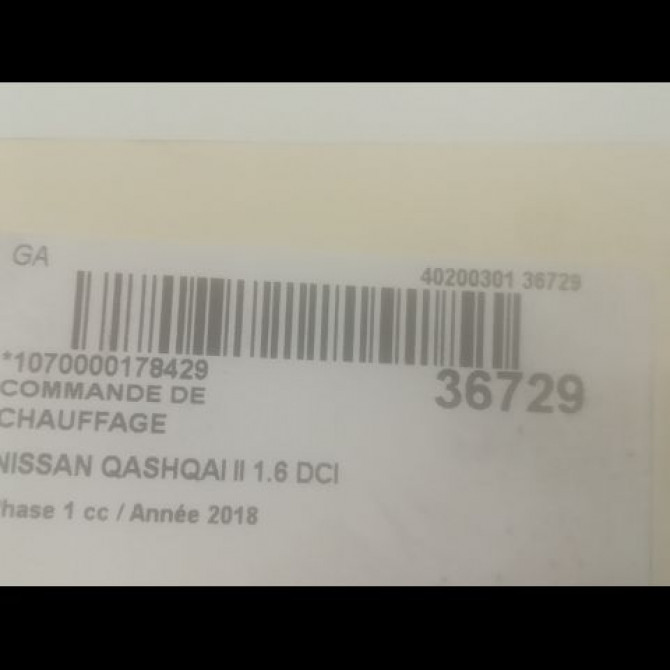 GA
40200301 36729
*1070000178429
36729
COMMANDE DE
CHAUFFAGE
NISSAN QASHQAI II 1.6 DCI
Phase 1 cc / Année 2018